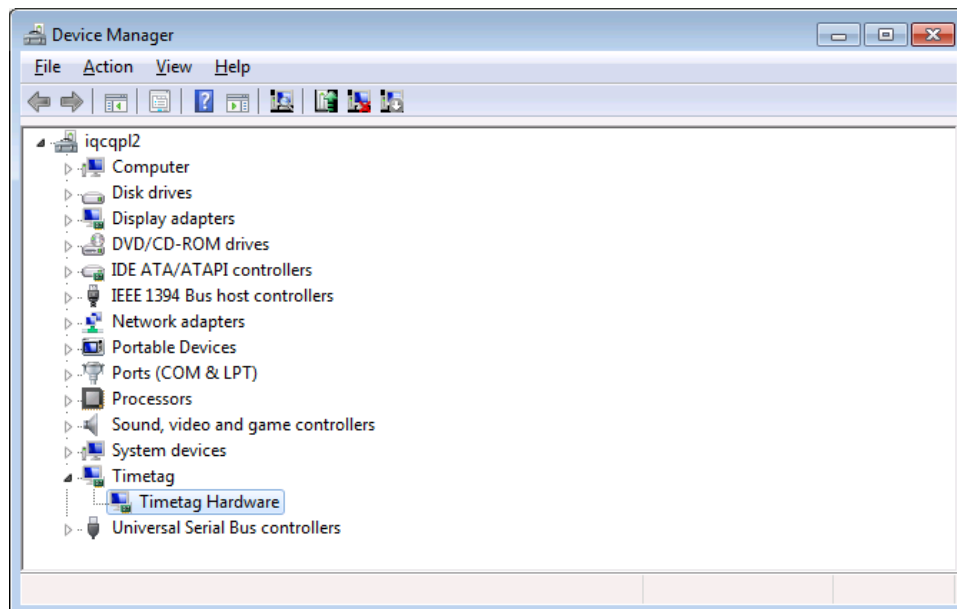 Device Manager
File Action View Help
iqcqpl2
Computer
Disk drives
Display adapters
DVD/CD-ROM drives
IDE ATA/ATAPI controllers
IEEE 1394 Bus host controllers
Network adapters
Portable Devices
Ports (COM & LPT)
Processors
Sound, video and game controllers
System devices
Timetag
Timetag Hardware
Universal Serial Bus controllers